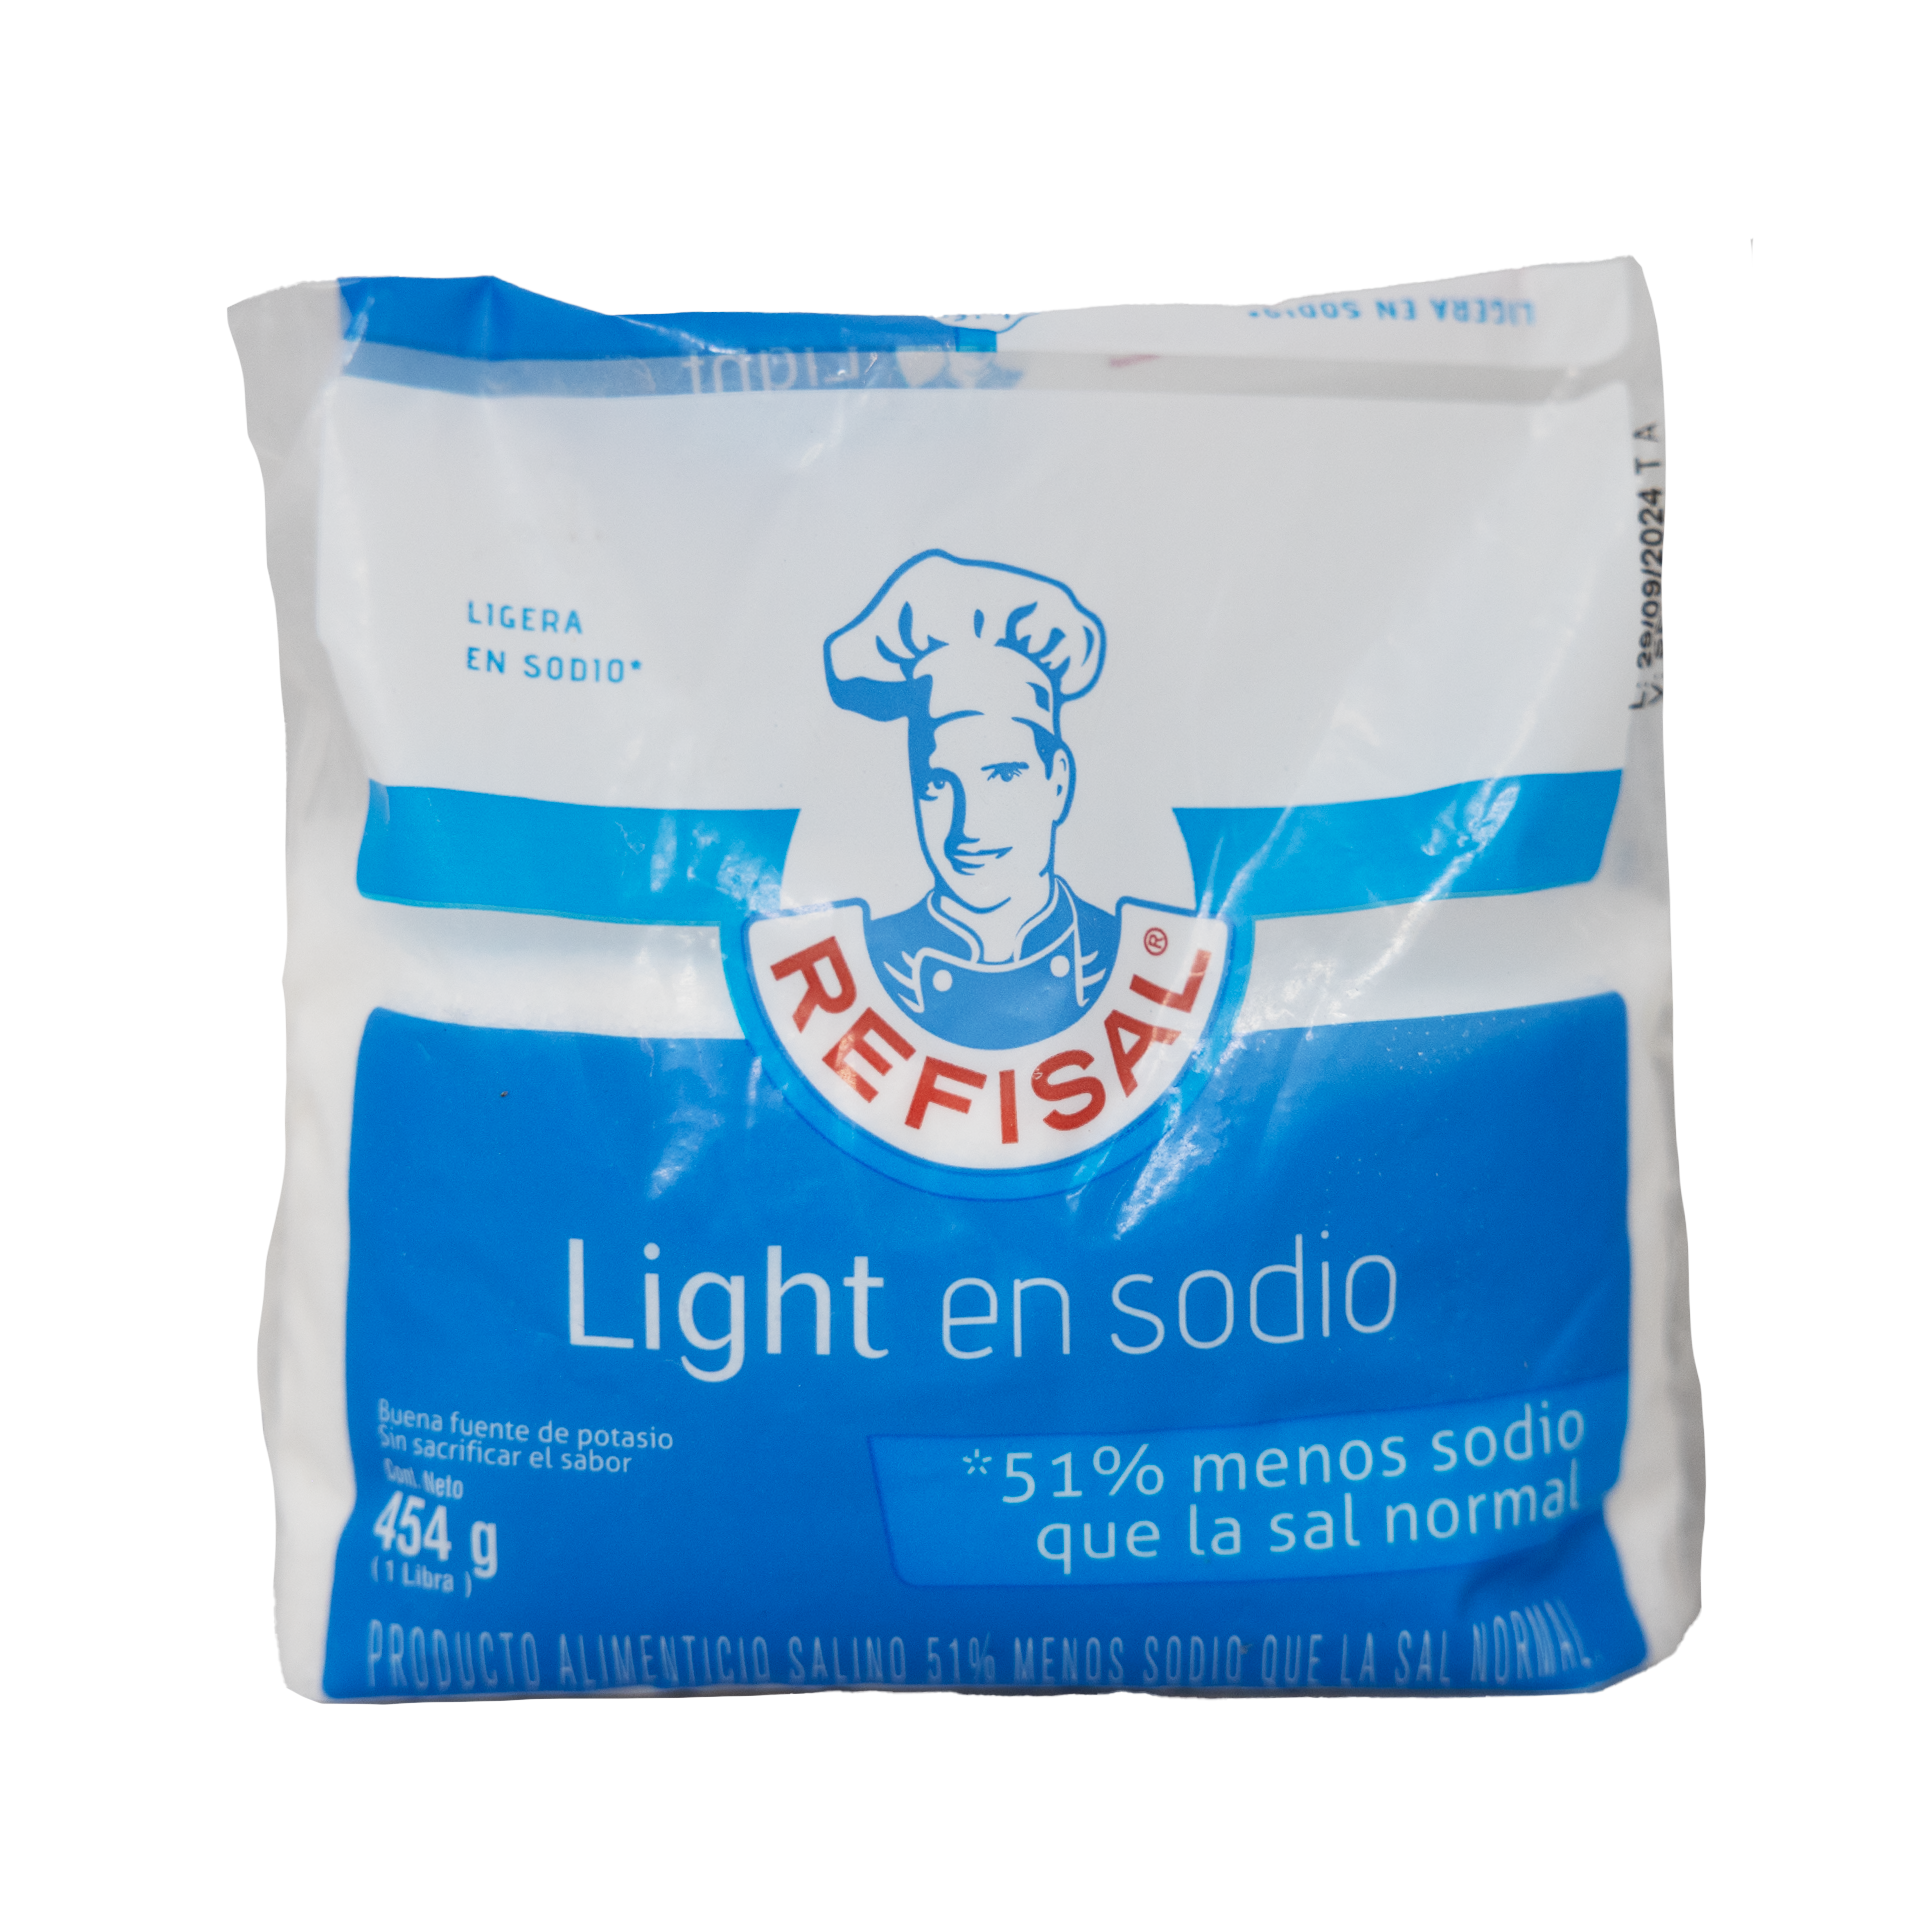 LIGERA EN SODIO*
Light
L: 29/09/2024 T A
LIGERA
EN SODIO*
REFISAL®
Light en sodio
Buena fuente de potasio
Sin sacrificar el sabor
Cont. Neto
454 g
(1 Libra)
*51% menos sodio
que la sal normal
PRODUCTO ALIMENTICIO SALINO 51% MENOS SODIO QUE LA SAL NORMAL.